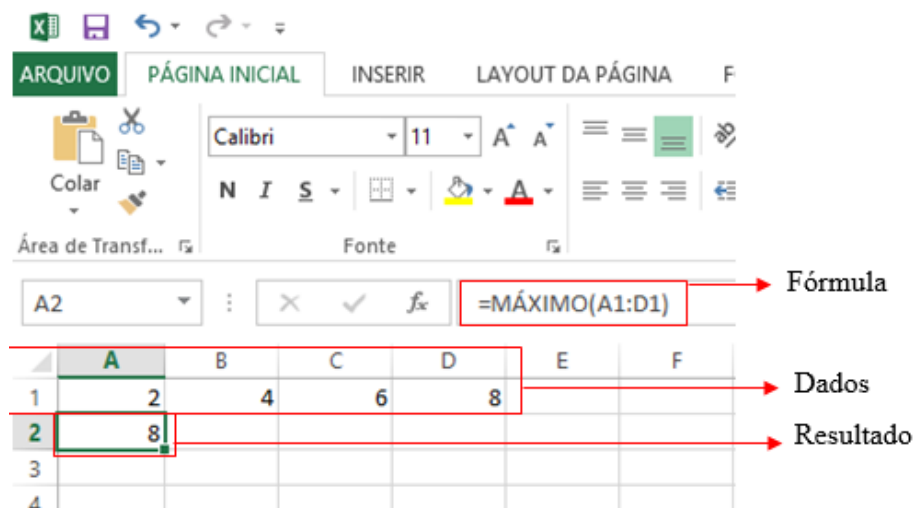 ARQUIVO PÁGINA INICIAL INSERIR LAYOUT DA PÁGINA F
Calibri 11 A A
Colar
N I S A
Área de Transf... Fonte
A2 fx =MÁXIMO(A1:D1) Fórmula
A B C D E F
1 2 4 6 8 Dados
2 8 Resultado
3
4